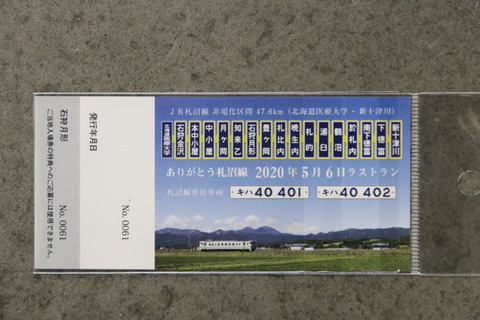 JR札沼線 非電化区間 47.6km (北海道医療大学 - 新十津川)
北海道医療大学
石狩金沢
本中小屋
中小屋
月ヶ岡
知来乙
石狩月形
豊ヶ岡
札比内
晩生内
札的
浦臼
鶴沼
於札内
南下徳富
下徳富
新十津川
ありがとう札沼線 2020年5月6日ラストラン
札沼線専用車両 ・キハ40 401・ ・キハ40 402・
発行年月日
No. 0061
石狩月形
ご当地入場券の特典へのご応募には使用できません。
No. 0061